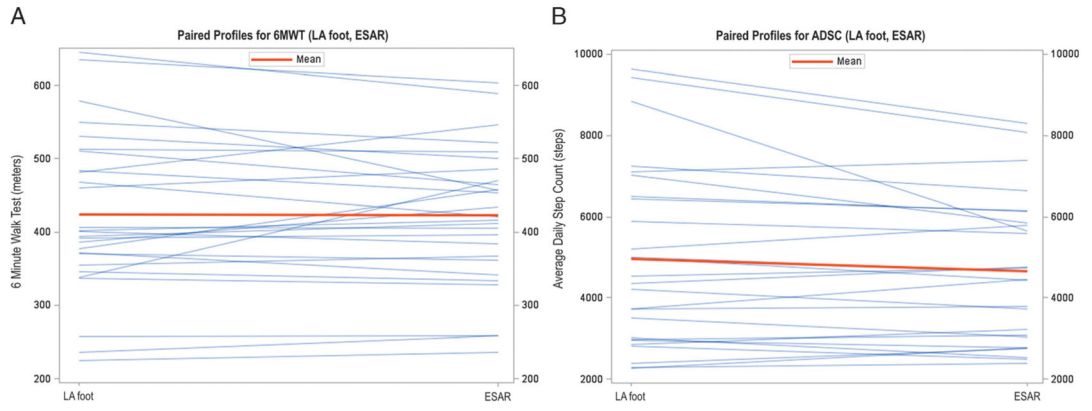 A
Paired Profiles for 6MWT (LA foot, ESAR)
Mean
600
500
400
300
200
6 Minute Walk Test (meters)
600
500
400
300
200
LA foot
ESAR
B
Paired Profiles for ADSC (LA foot, ESAR)
Mean
10000
8000
6000
4000
2000
Average Daily Step Count (steps)
10000
8000
6000
4000
2000
LA foot
ESAR